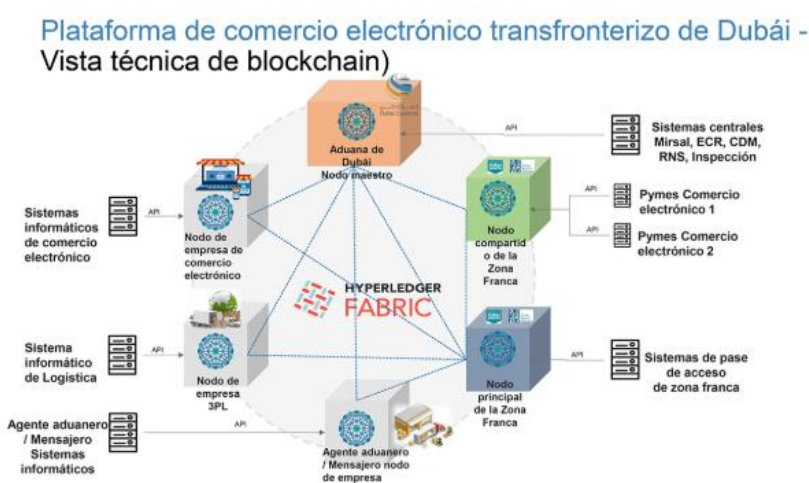 Plataforma de comercio electrónico transfronterizo de Dubái -
Vista técnica de blockchain)
Aduana de
Dubái
Nodo maestro
API
Sistemas centrales
Mirsal, ECR, CDM,
RNS, Inspección
Sistemas
informáticos
de comercio
electrónico
API
Nodo de
empresa de
comercio
electrónico
Nodo
compartid
o de la
Zona
Franca
API
Pymes Comercio
electrónico 1
API
Pymes Comercio
electrónico 2
HYPERLEDGER
FABRIC
Sistema
informático
de Logística
API
Nodo de
empresa
3PL
Nodo
principal
de la Zona
Franca
API
Sistemas de pase
de acceso
de zona franca
Agente aduanero
/ Mensajero
Sistemas
informáticos
API
Agente aduanero
/ Mensajero nodo
de empresa